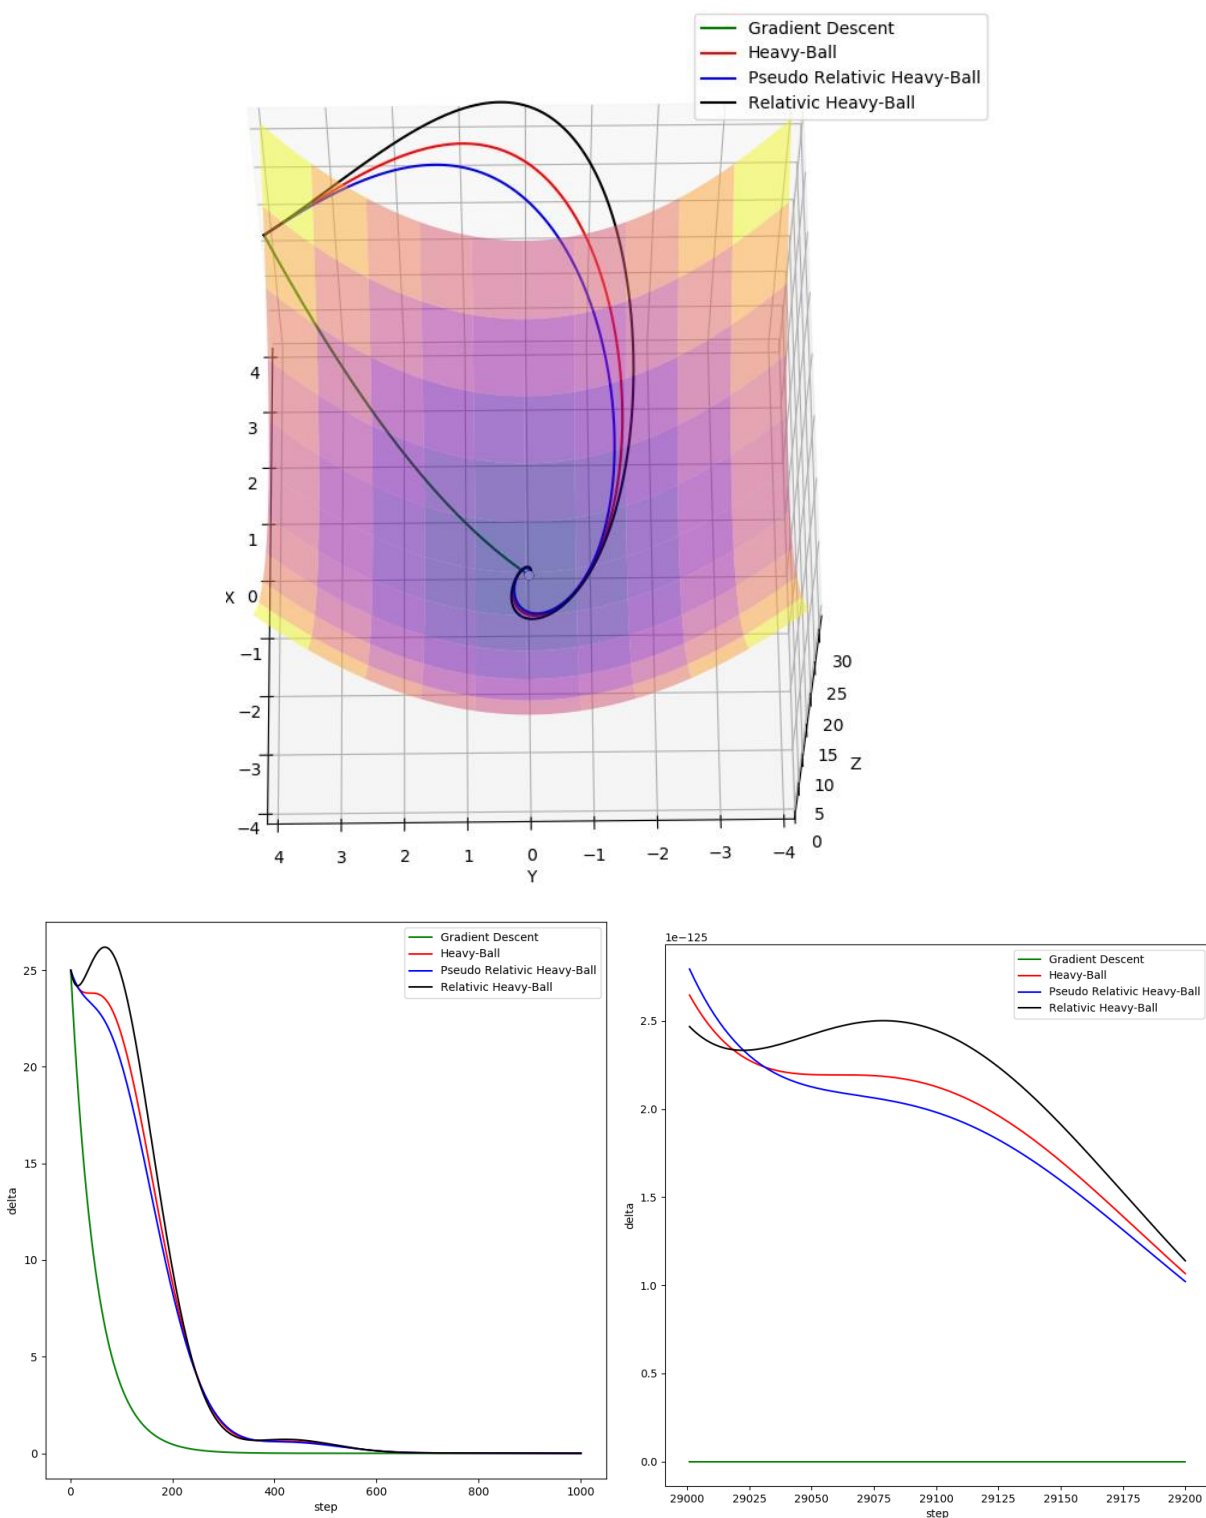 Gradient Descent
Heavy-Ball
Pseudo Relativic Heavy-Ball
Relativic Heavy-Ball
4
3
2
1
X 0
−1
−2
−3
−4
4 3 2 1 0 −1 −2 −3 −4
Y
30
25
20
15 Z
10
5
0
Gradient Descent
Heavy-Ball
Pseudo Relativic Heavy-Ball
Relativic Heavy-Ball
25
20
15
10
5
0
delta
0 200 400 600 800 1000
step
1e−125
Gradient Descent
Heavy-Ball
Pseudo Relativic Heavy-Ball
Relativic Heavy-Ball
2.5
2.0
1.5
1.0
0.5
0.0
delta
29000 29025 29050 29075 29100 29125 29150 29175 29200
step